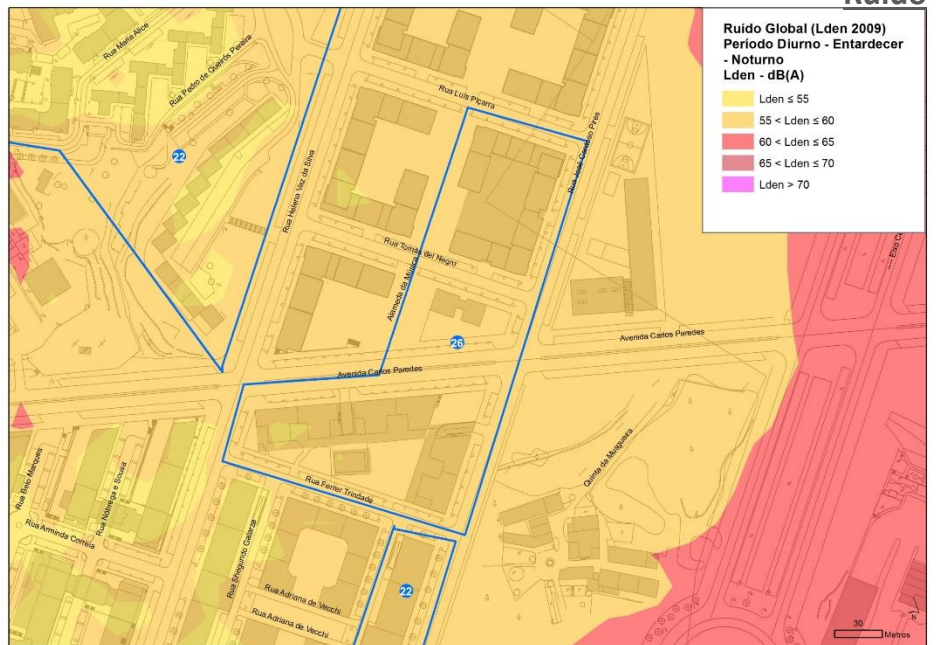 Ruído Global (Lden 2009)
Período Diurno - Entardecer
- Noturno
Lden - dB(A)
Lden ≤ 55
55 < Lden ≤ 60
60 < Lden ≤ 65
65 < Lden ≤ 70
Lden > 70
Rua Maria Alice
Rua Pedro de Queirós Pereira
22
Rua Helena Vaz da Silva
Rua Luís Piçarra
Rua José Cardoso Pires
Rua Tomás del Negro
Alameda da Música
26
Avenida Carlos Paredes
Avenida Carlos Paredes
Quinta da Musgueira
Rua Ferrer Trindade
Rua Belo Marques
Rua Nóbrega e Sousa
Rua Arminda Correia
Rua Shegundo Galarza
Rua Adriana de Vecchi
Rua Adriana de Vecchi
22
30
Metros
N